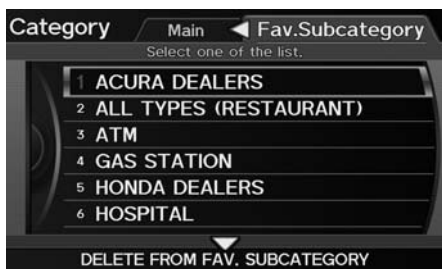 Category Main Fav.Subcategory
Select one of the list.
1 ACURA DEALERS
2 ALL TYPES (RESTAURANT)
3 ATM
4 GAS STATION
5 HONDA DEALERS
6 HOSPITAL
DELETE FROM FAV. SUBCATEGORY